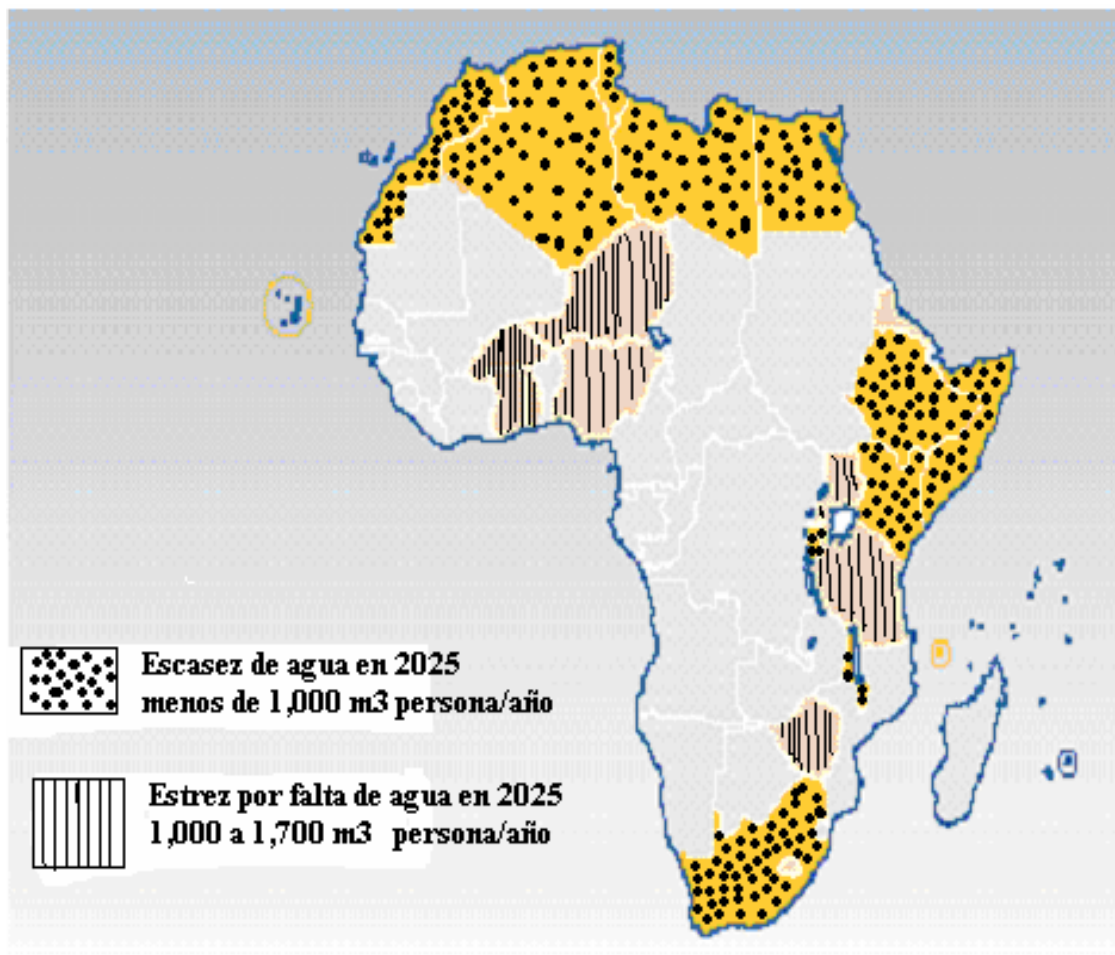 Escasez de agua en 2025
menos de 1,000 m3 persona/año
Estrez por falta de agua en 2025
1,000 a 1,700 m3 persona/año